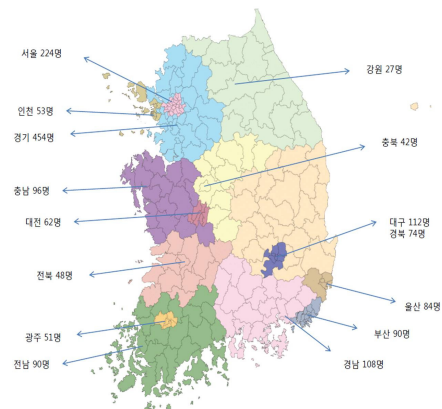 서울 224명
강원 27명
인천 53명
경기 454명
충북 42명
충남 96명
대전 62명
대구 112명
경북 74명
전북 48명
울산 84명
부산 90명
광주 51명
전남 90명
경남 108명